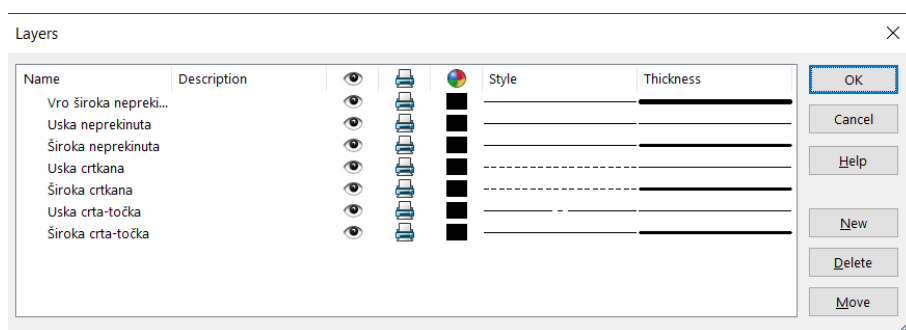 Layers
Name Description Style Thickness
Vro široka nepreki...
Uska neprekinuta
Široka neprekinuta
Uska crtkana
Široka crtkana
Uska crta-točka
Široka crta-točka
OK
Cancel
Help
New
Delete
Move